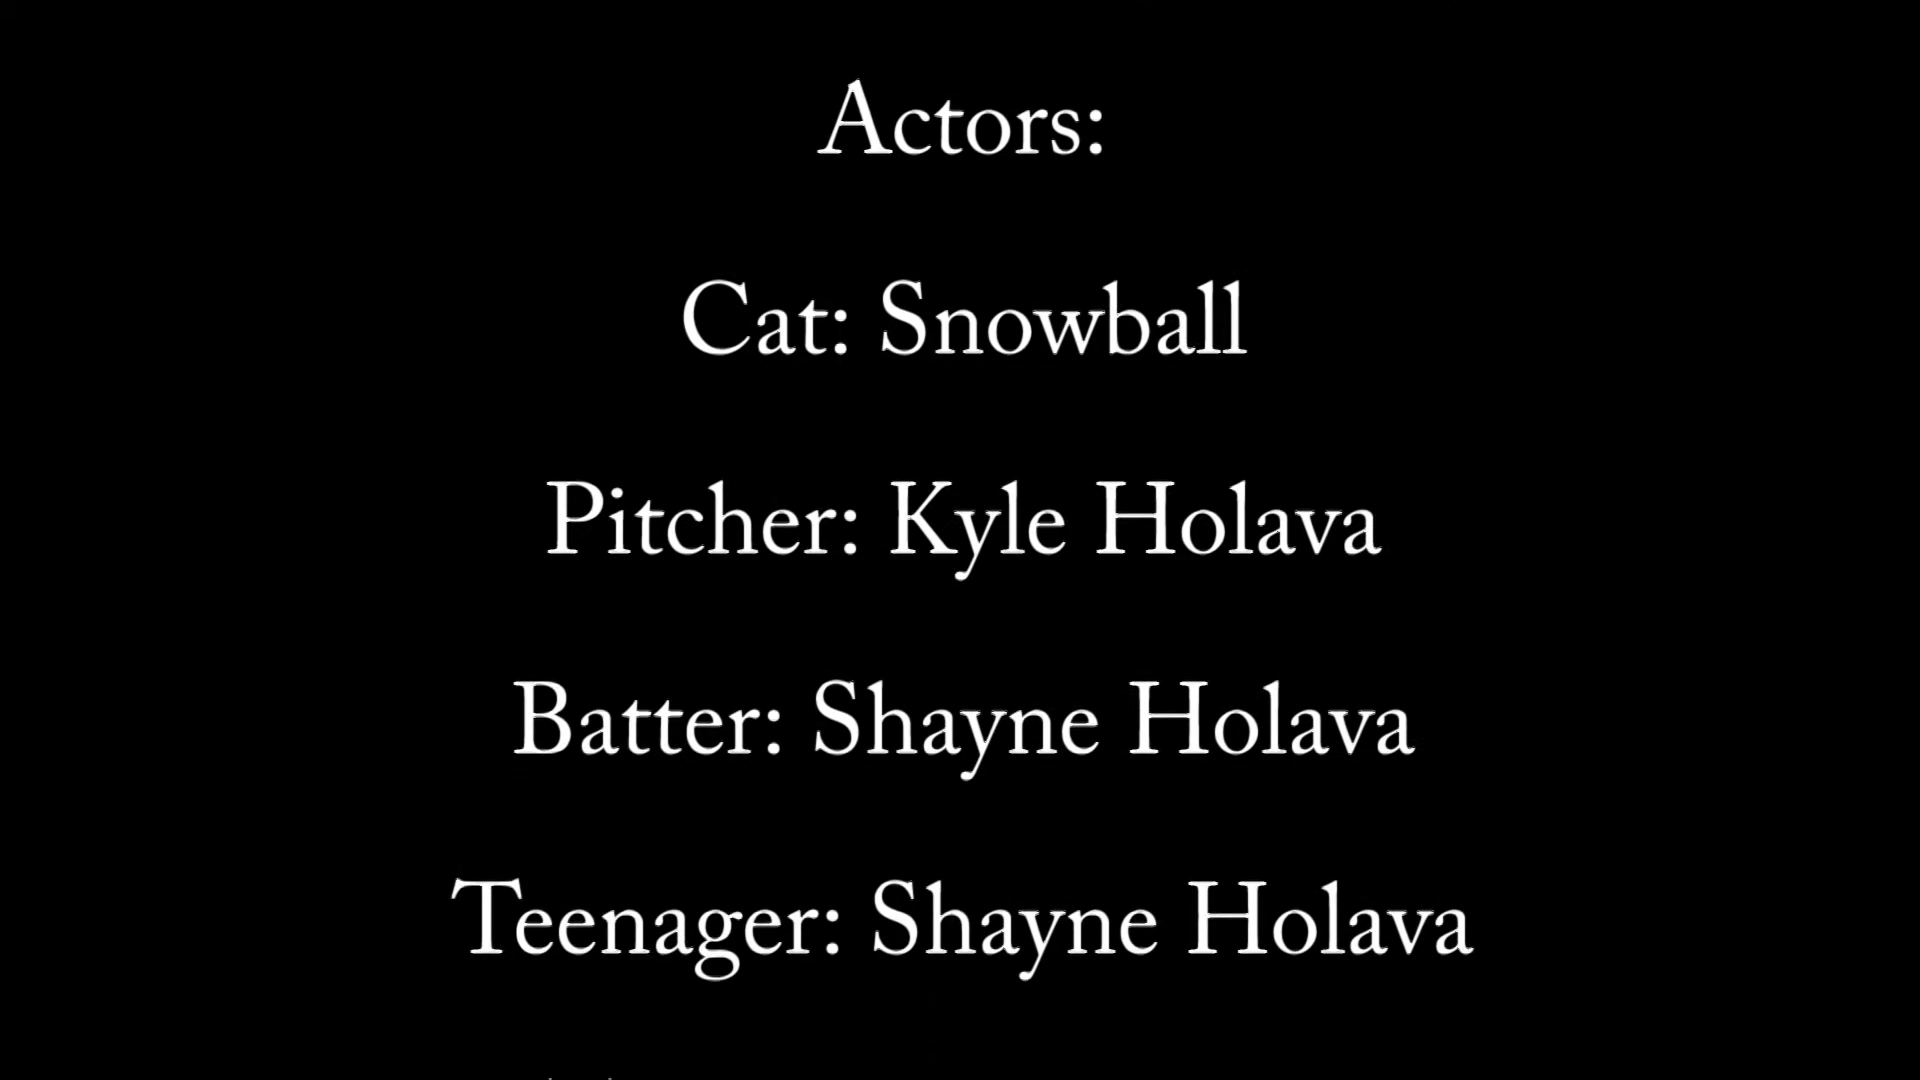 Actors:
Cat: Snowball
Pitcher: Kyle Holava
Batter: Shayne Holava
Teenager: Shayne Holava